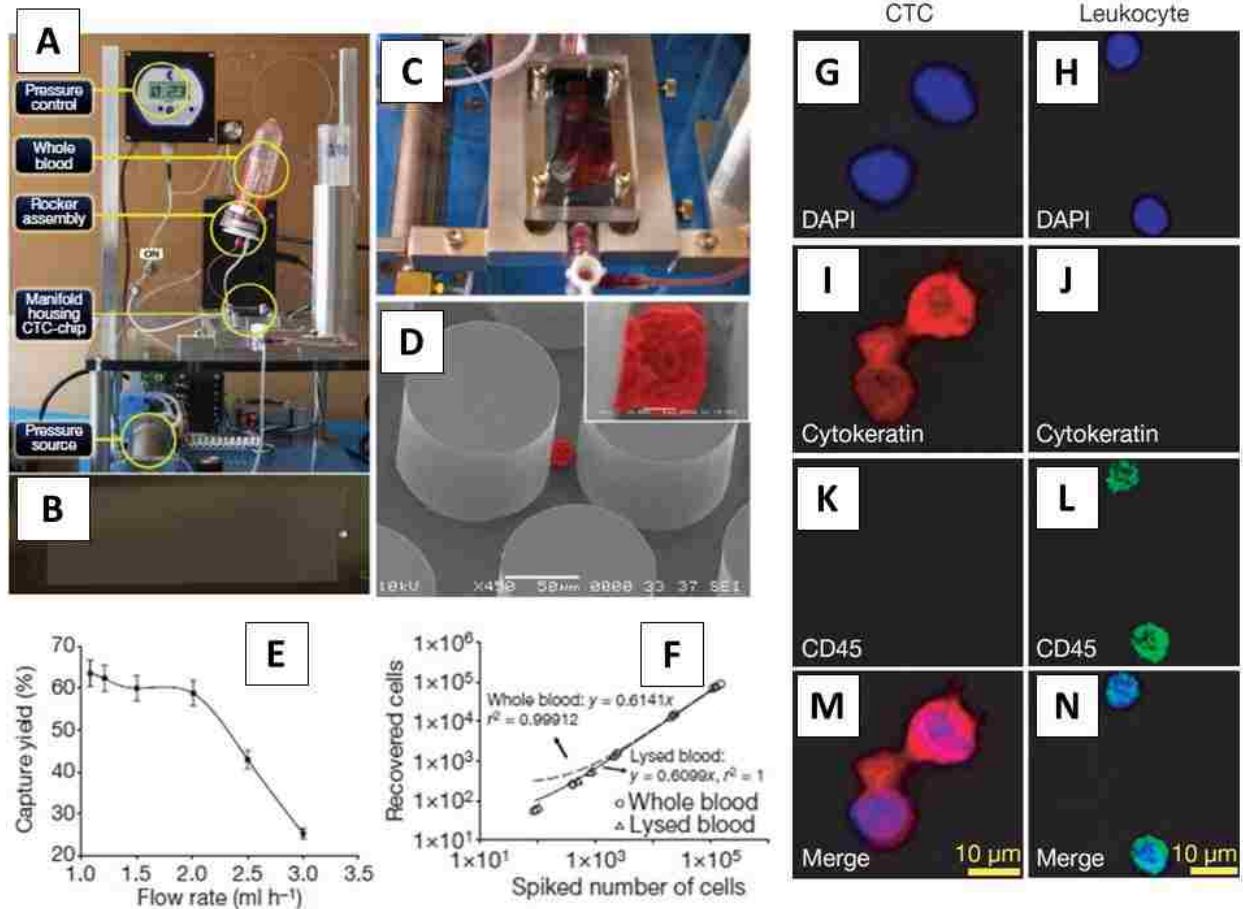 A
Pressure
control
0.23
Whole
blood
Rocker
assembly
ON
Manifold
housing
CTC-chip
Pressure
source
B
C
D
10kV X450 50µm 0000 33 37 SEI
E
70
60
50
40
30
20
Capture yield (%)
1.0 1.5 2.0 2.5 3.0 3.5
Flow rate (ml h⁻¹)
F
1×10⁶
1×10⁵
1×10⁴
1×10³
1×10²
1×10¹
Recovered cells
Whole blood: y = 0.6141x
r² = 0.99912
Lysed blood:
y = 0.6099x, r² = 1
Whole blood
Lysed blood
1×10¹ 1×10³ 1×10⁵
Spiked number of cells
CTC Leukocyte
G
DAPI
H
DAPI
I
Cytokeratin
J
Cytokeratin
K
CD45
L
CD45
M
Merge
10 µm
N
Merge
10 µm